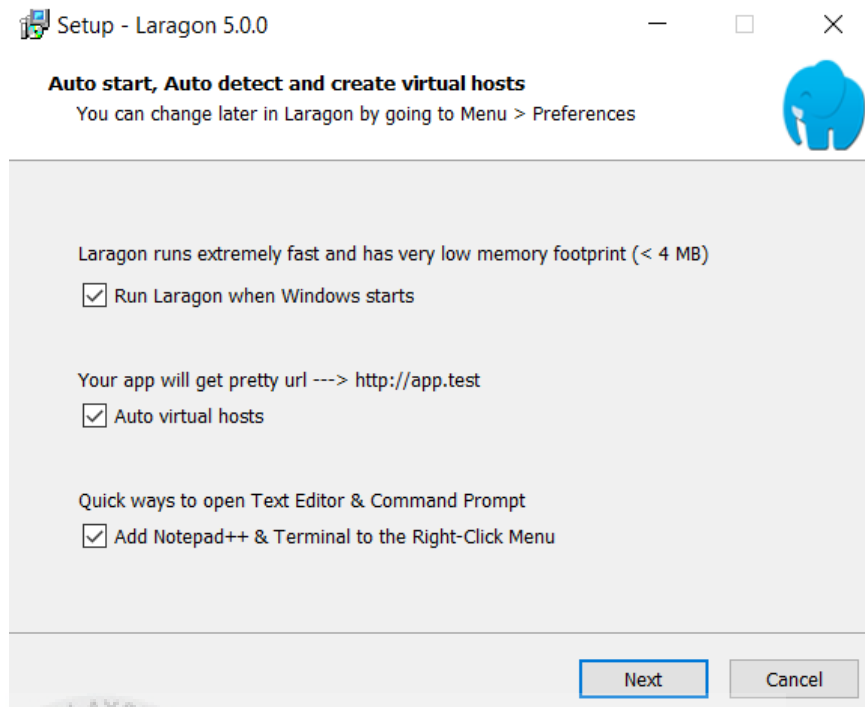 Setup - Laragon 5.0.0
Auto start, Auto detect and create virtual hosts
You can change later in Laragon by going to Menu > Preferences
Laragon runs extremely fast and has very low memory footprint (< 4 MB)
Run Laragon when Windows starts
Your app will get pretty url ---> http://app.test
Auto virtual hosts
Quick ways to open Text Editor & Command Prompt
Add Notepad++ & Terminal to the Right-Click Menu
Next Cancel